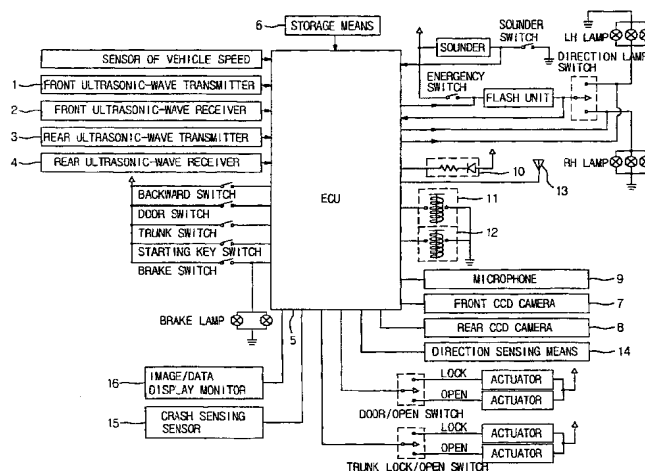 6
STORAGE MEANS
SOUNDER SWITCH
LH LAMP
SOUNDER
DIRECTION LAMP SWITCH
SENSOR OF VEHICLE SPEED
EMERGENCY SWITCH
FLASH UNIT
1
FRONT ULTRASONIC-WAVE TRANSMITTER
2
FRONT ULTRASONIC-WAVE RECEIVER
3
REAR ULTRASONIC-WAVE TRANSMITTER
4
REAR ULTRASONIC-WAVE RECEIVER
RH LAMP
10
13
ECU
BACKWARD SWITCH
DOOR SWITCH
TRUNK SWITCH
STARTING KEY SWITCH
BRAKE SWITCH
11
12
MICROPHONE
9
FRONT CCD CAMERA
7
REAR CCD CAMERA
8
DIRECTION SENSING MEANS
14
BRAKE LAMP
5
16
IMAGE/DATA DISPLAY MONITOR
15
CRASH SENSING SENSOR
LOCK
ACTUATOR
OPEN
ACTUATOR
DOOR/OPEN SWITCH
LOCK
ACTUATOR
OPEN
ACTUATOR
TRUNK LOCK/OPEN SWITCH